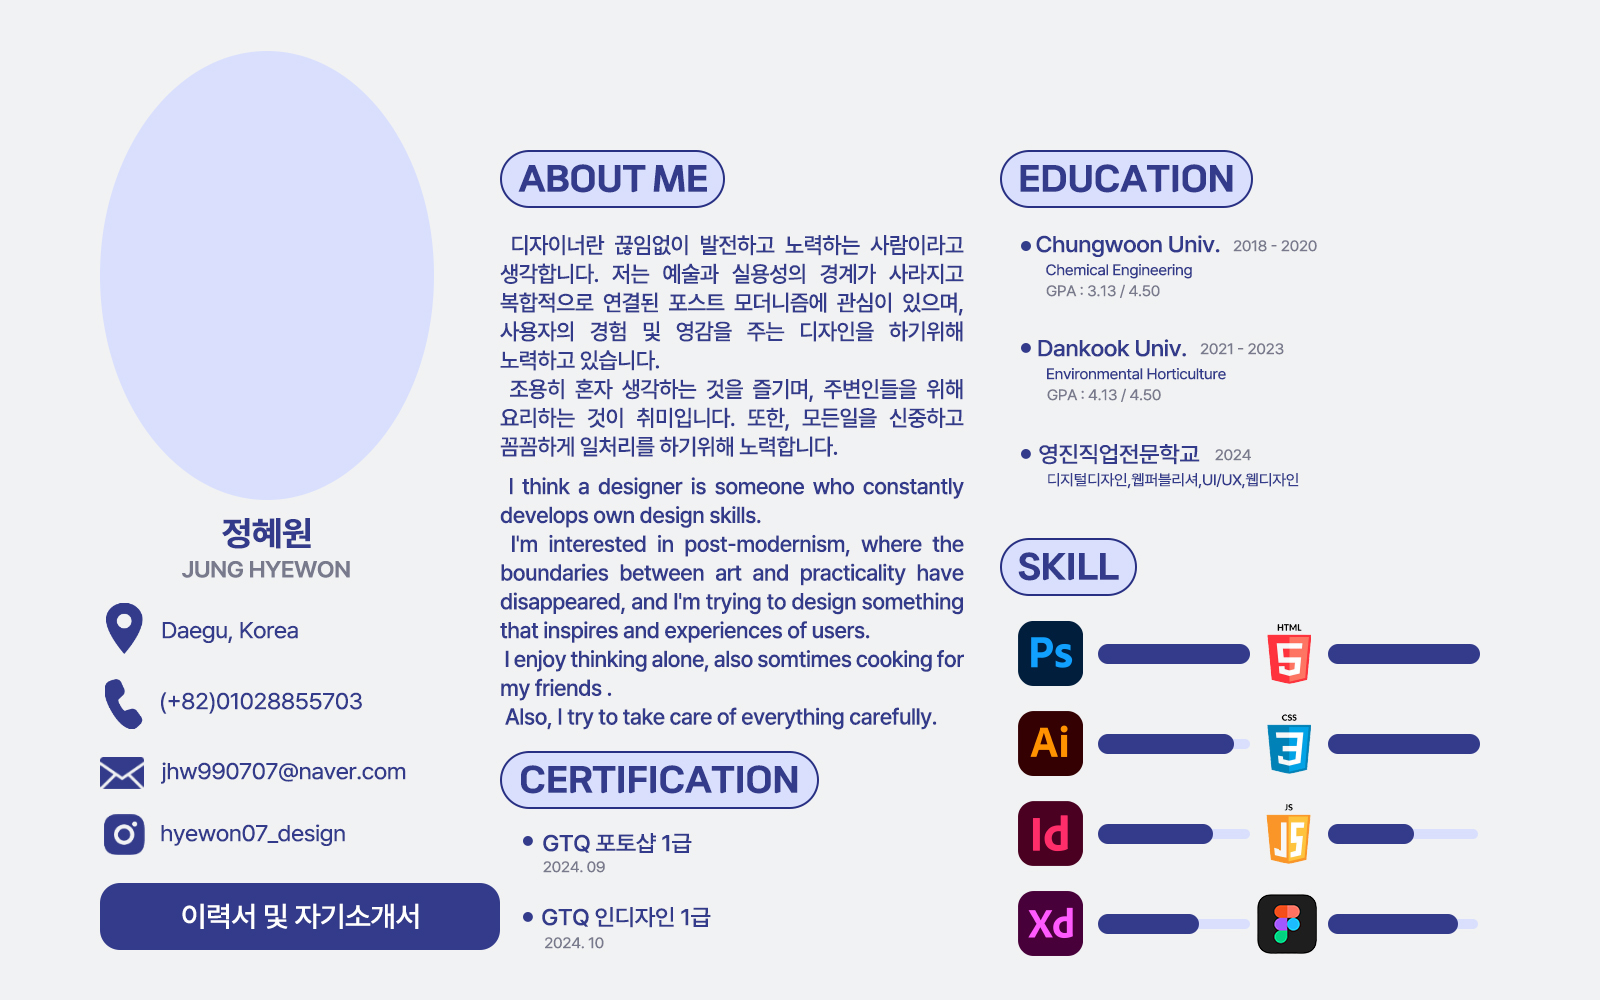 정혜원
JUNG HYEWON
Daegu, Korea
(+82)01028855703
jhw990707@naver.com
hyewon07_design
이력서 및 자기소개서
ABOUT ME
디자이너란 끊임없이 발전하고 노력하는 사람이라고
생각합니다. 저는 예술과 실용성의 경계가 사라지고
복합적으로 연결된 포스트 모더니즘에 관심이 있으며,
사용자의 경험 및 영감을 주는 디자인을 하기위해
노력하고 있습니다.
조용히 혼자 생각하는 것을 즐기며, 주변인들을 위해
요리하는 것이 취미입니다. 또한, 모든일을 신중하고
꼼꼼하게 일처리를 하기위해 노력합니다.
I think a designer is someone who constantly
develops own design skills.
I'm interested in post-modernism, where the
boundaries between art and practicality have
disappeared, and I'm trying to design something
that inspires and experiences of users.
I enjoy thinking alone, also somtimes cooking for
my friends .
Also, I try to take care of everything carefully.
CERTIFICATION
GTQ 포토샵 1급
2024. 09
GTQ 인디자인 1급
2024. 10
EDUCATION
Chungwoon Univ. 2018 - 2020
Chemical Engineering
GPA : 3.13 / 4.50
Dankook Univ. 2021 - 2023
Environmental Horticulture
GPA : 4.13 / 4.50
영진직업전문학교 2024
디지털디자인,웹퍼블리셔,UI/UX,웹디자인
SKILL
Ps
HTML
5
Ai
CSS
3
Id
JS
JS
Xd